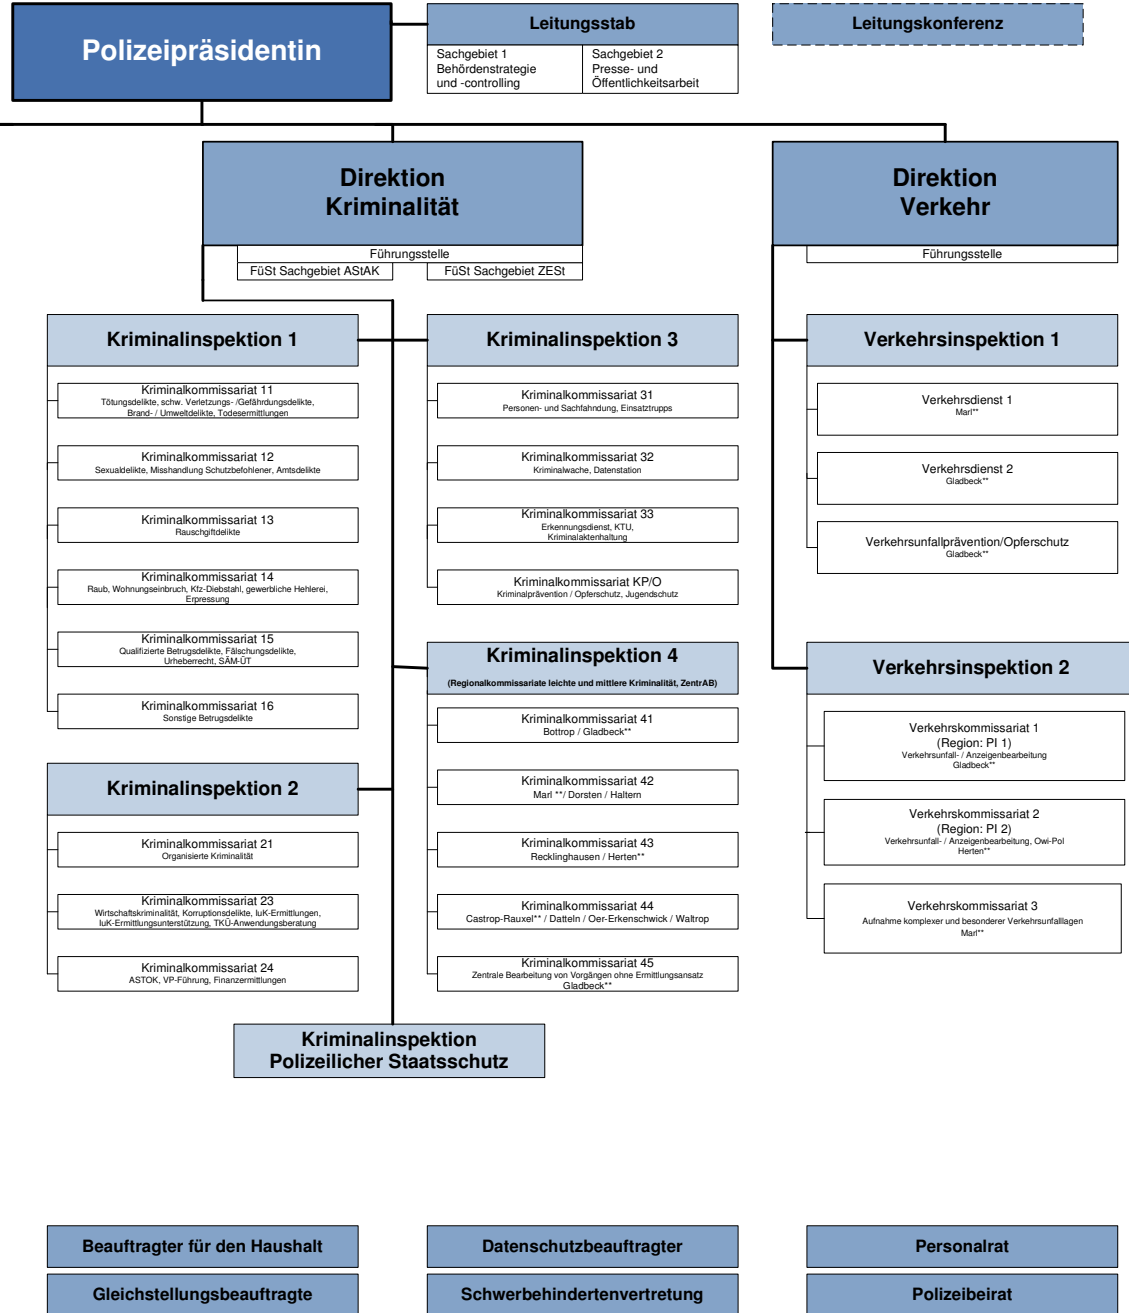 Polizeipräsidentin
Leitungsstab
Sachgebiet 1
Behördenstrategie
und -controlling
Sachgebiet 2
Presse- und
Öffentlichkeitsarbeit
Leitungskonferenz
Direktion
Kriminalität
Führungsstelle
FüSt Sachgebiet AStAK
FüSt Sachgebiet ZESt
Direktion
Verkehr
Führungsstelle
Kriminalinspektion 1
Kriminalkommissariat 11
Tötungsdelikte, schw. Verletzungs- /Gefährdungsdelikte,
Brand- / Umweltdelikte, Todesermittlungen
Kriminalkommissariat 12
Sexualdelikte, Misshandlung Schutzbefohlener, Amtsdelikte
Kriminalkommissariat 13
Rauschgiftdelikte
Kriminalkommissariat 14
Raub, Wohnungseinbruch, Kfz-Diebstahl, gewerbliche Hehlerei,
Erpressung
Kriminalkommissariat 15
Qualifizierte Betrugsdelikte, Fälschungsdelikte,
Urheberrecht, SÄM-ÜT
Kriminalkommissariat 16
Sonstige Betrugsdelikte
Kriminalinspektion 2
Kriminalkommissariat 21
Organisierte Kriminalität
Kriminalkommissariat 23
Wirtschaftskriminalität, Korruptionsdelikte, IuK-Ermittlungen,
IuK-Ermittlungsunterstützung, TKÜ-Anwendungsberatung
Kriminalkommissariat 24
ASTOK, VP-Führung, Finanzermittlungen
Kriminalinspektion 3
Kriminalkommissariat 31
Personen- und Sachfahndung, Einsatztrupps
Kriminalkommissariat 32
Kriminalwache, Datenstation
Kriminalkommissariat 33
Erkennungsdienst, KTU,
Kriminalaktenhaltung
Kriminalkommissariat KP/O
Kriminalprävention / Opferschutz, Jugendschutz
Kriminalinspektion 4
(Regionalkommissariate leichte und mittlere Kriminalität, ZentrAB)
Kriminalkommissariat 41
Bottrop / Gladbeck**
Kriminalkommissariat 42
Marl **/ Dorsten / Haltern
Kriminalkommissariat 43
Recklinghausen / Herten**
Kriminalkommissariat 44
Castrop-Rauxel** / Datteln / Oer-Erkenschwick / Waltrop
Kriminalkommissariat 45
Zentrale Bearbeitung von Vorgängen ohne Ermittlungsansatz
Gladbeck**
Kriminalinspektion
Polizeilicher Staatsschutz
Verkehrsinspektion 1
Verkehrsdienst 1
Marl**
Verkehrsdienst 2
Gladbeck**
Verkehrsunfallprävention/Opferschutz
Gladbeck**
Verkehrsinspektion 2
Verkehrskommissariat 1
(Region: PI 1)
Verkehrsunfall- / Anzeigenbearbeitung
Gladbeck**
Verkehrskommissariat 2
(Region: PI 2)
Verkehrsunfall- / Anzeigenbearbeitung, Owi-Pol
Herten**
Verkehrskommissariat 3
Aufnahme komplexer und besonderer Verkehrsunfalllagen
Marl**
Beauftragter für den Haushalt
Datenschutzbeauftragter
Personalrat
Gleichstellungsbeauftragte
Schwerbehindertenvertretung
Polizeibeirat